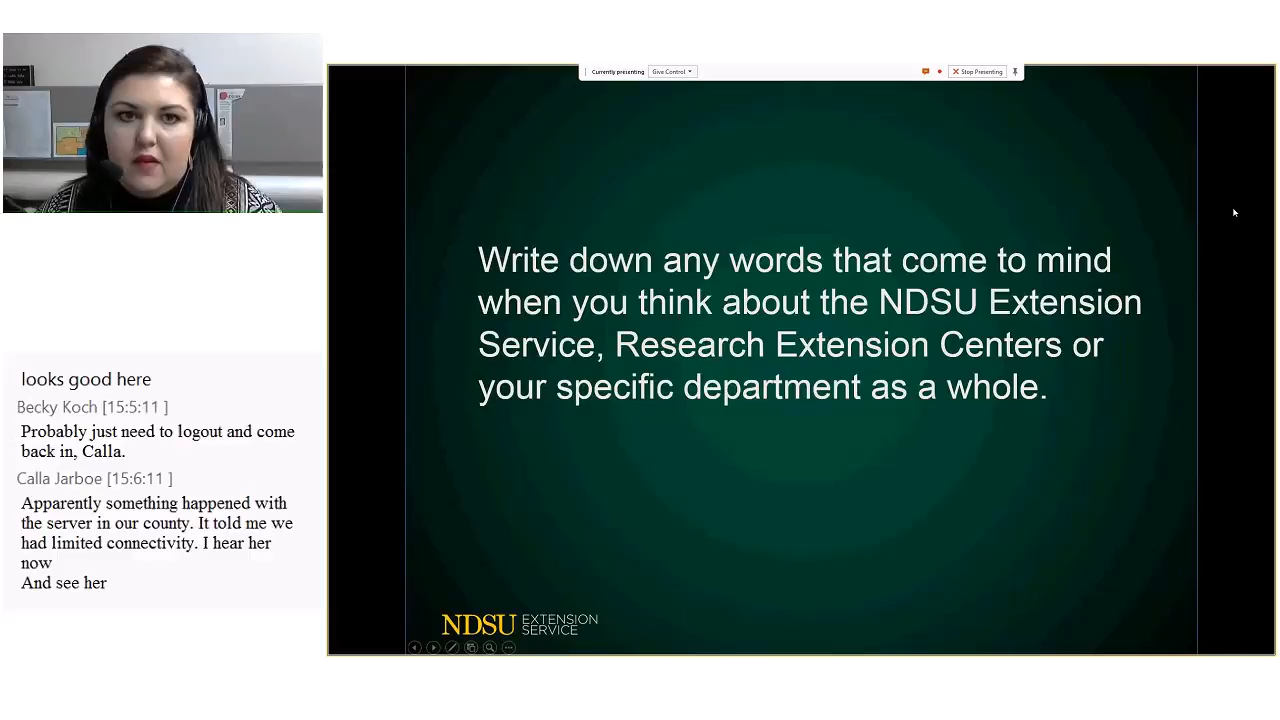 Currently presenting
Give Control
Stop Presenting
Write down any words that come to mind
when you think about the NDSU Extension
Service, Research Extension Centers or
your specific department as a whole.
NDSU EXTENSION
SERVICE
looks good here
Becky Koch [15:5:11 ]
Probably just need to logout and come
back in, Calla.
Calla Jarboe [15:6:11 ]
Apparently something happened with
the server in our county. It told me we
had limited connectivity. I hear her
now
And see her